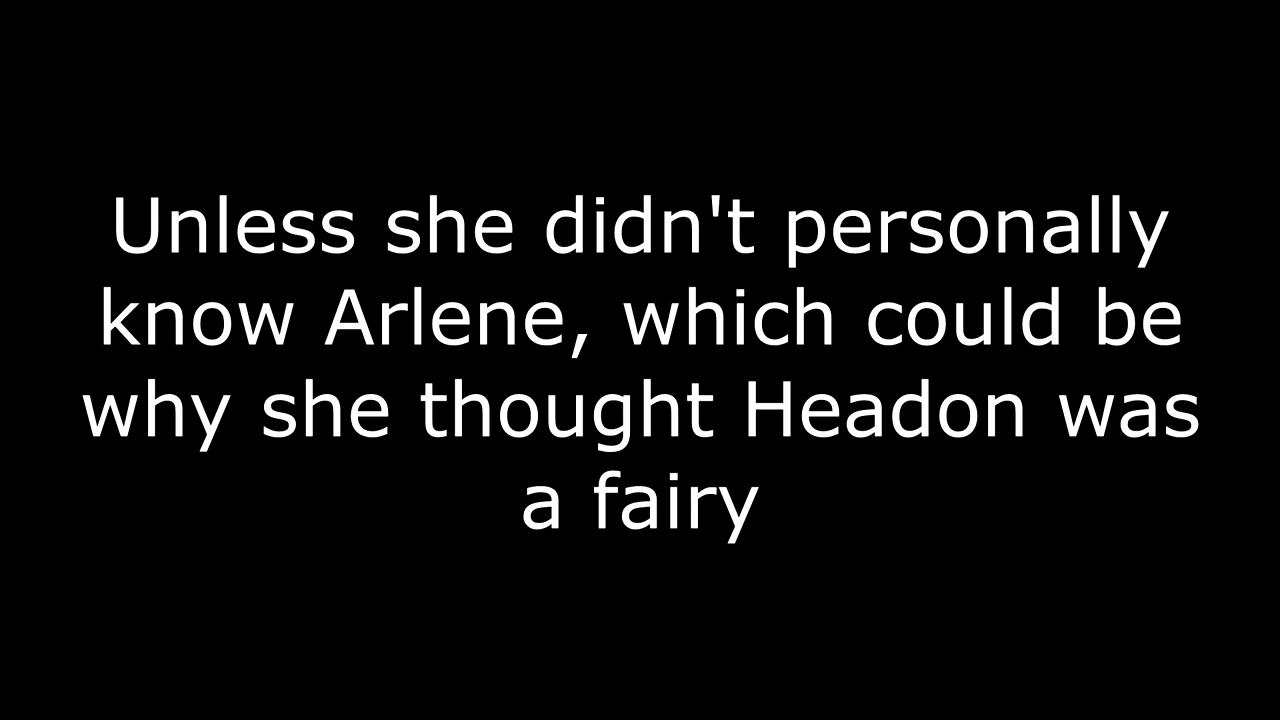 Unless she didn't personally
know Arlene, which could be
why she thought Headon was
a fairy